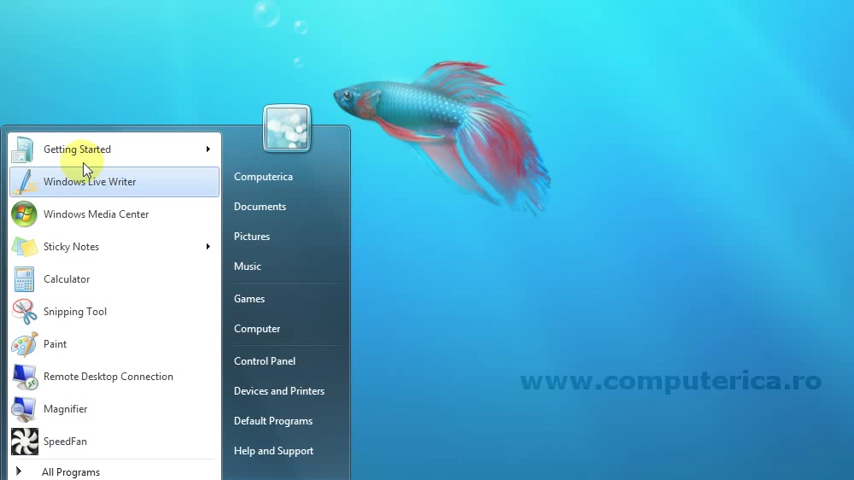 Getting Started
Windows Live Writer
Windows Media Center
Sticky Notes
Calculator
Snipping Tool
Paint
Remote Desktop Connection
Magnifier
SpeedFan
All Programs
Computerica
Documents
Pictures
Music
Games
Computer
Control Panel
Devices and Printers
Default Programs
Help and Support
www.computerica.ro